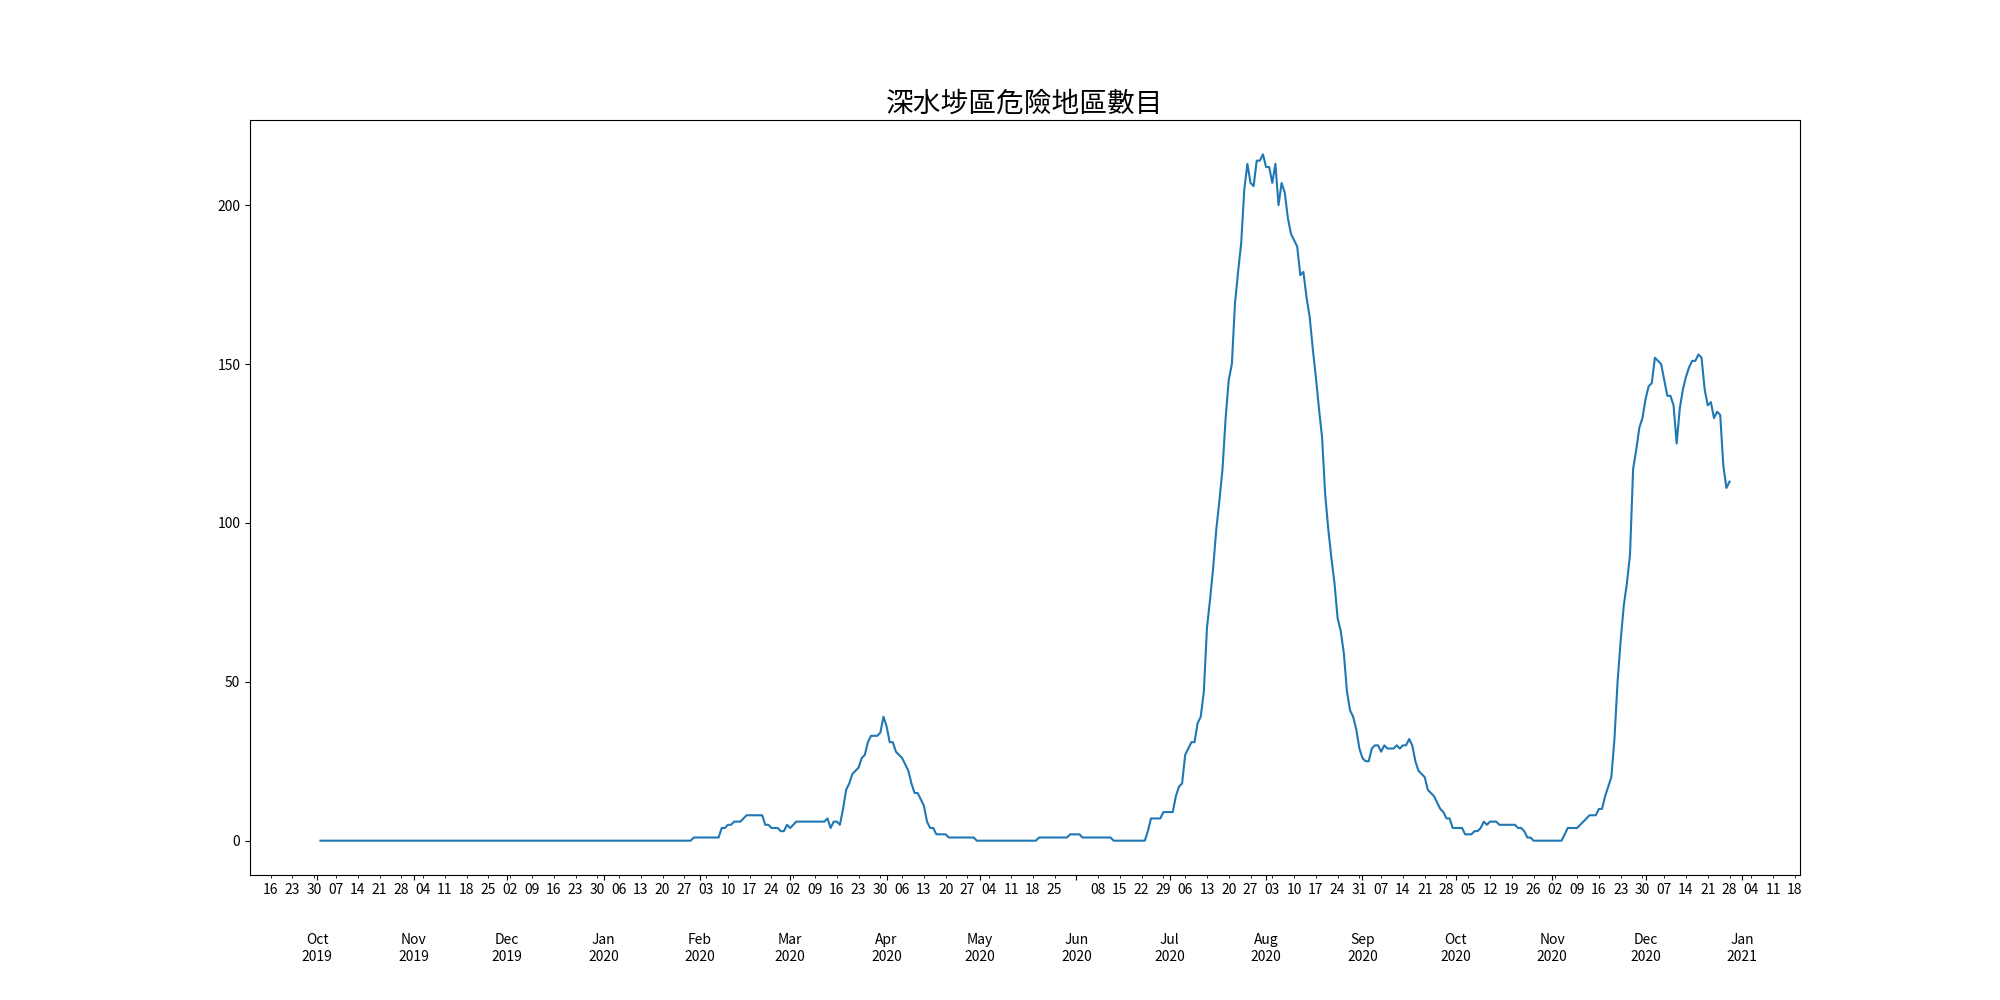 深水埗區危險地區數目
200
150
100
50
0
16 23 30 07 14 21 28 04 11 18 25 02 09 16 23 30 06 13 20 27 03 10 17 24 02 09 16 23 30 06 13 20 27 04 11 18 25 08 15 22 29 06 13 20 27 03 10 17 24 31 07 14 21 28 05 12 19 26 02 09 16 23 30 07 14 21 28 04 11 18
Oct Nov Dec Jan Feb Mar Apr May Jun Jul Aug Sep Oct Nov Dec Jan
2019 2019 2019 2020 2020 2020 2020 2020 2020 2020 2020 2020 2020 2020 2020 2021